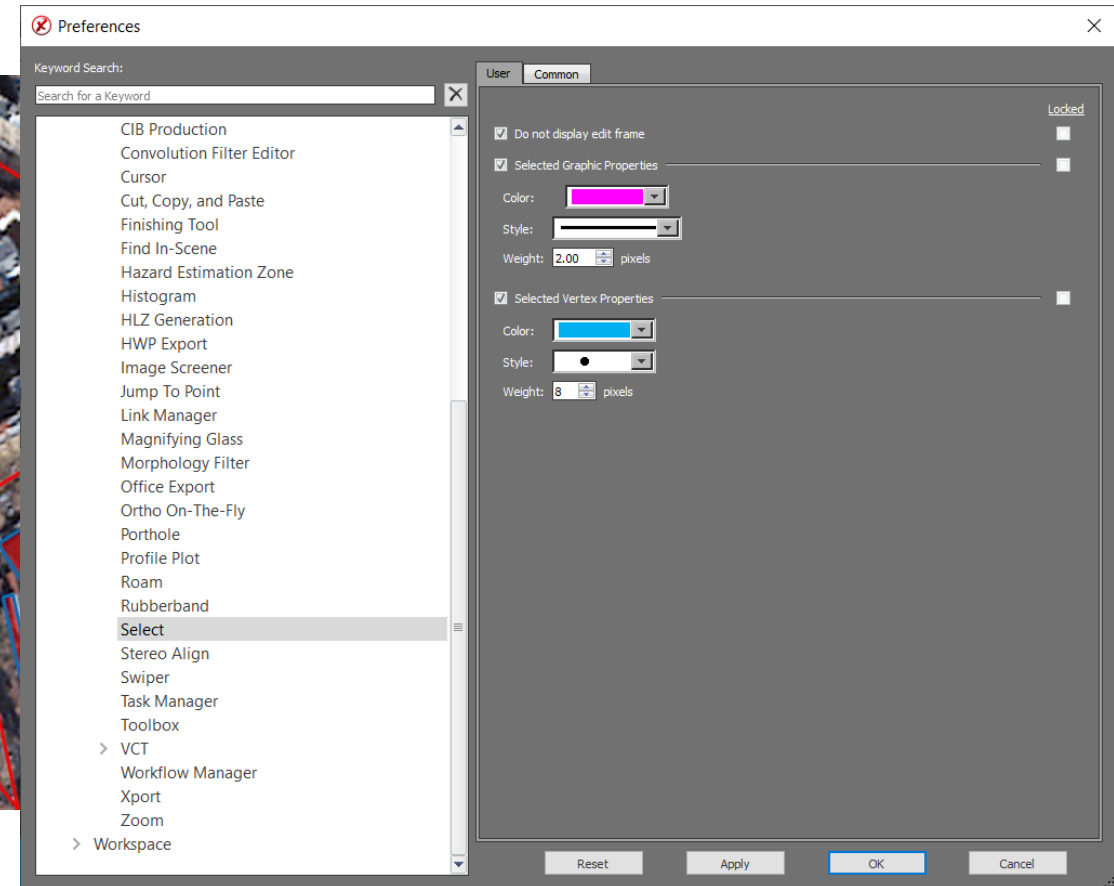 Preferences
Keyword Search:
Search for a Keyword
CIB Production
Convolution Filter Editor
Cursor
Cut, Copy, and Paste
Finishing Tool
Find In-Scene
Hazard Estimation Zone
Histogram
HLZ Generation
HWP Export
Image Screener
Jump To Point
Link Manager
Magnifying Glass
Morphology Filter
Office Export
Ortho On-The-Fly
Porthole
Profile Plot
Roam
Rubberband
Select
Stereo Align
Swiper
Task Manager
Toolbox
VCT
Workflow Manager
Xport
Zoom
Workspace
User Common
Locked
Do not display edit frame
Selected Graphic Properties
Color:
Style:
Weight: 2.00 pixels
Selected Vertex Properties
Color:
Style:
Weight: 8 pixels
Reset Apply OK Cancel